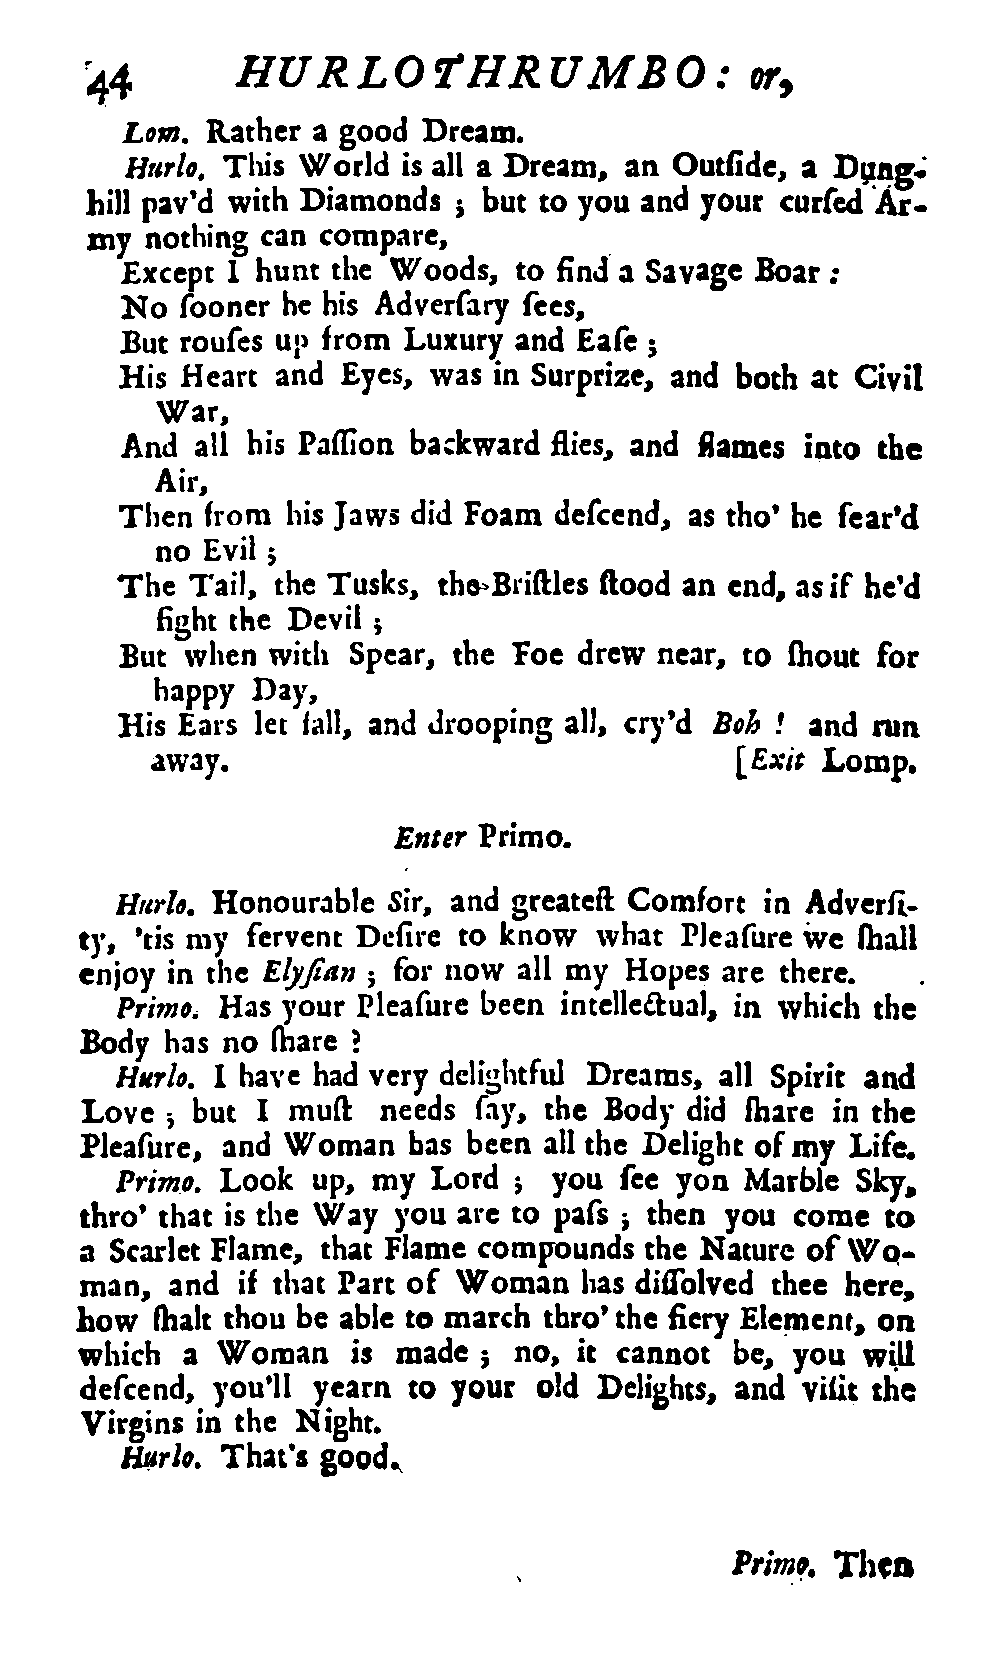 44 HURLOTHRUMBO: or,
Lom. Rather a good Dream.
Hurlo. This World is all a Dream, an Outſide, a Dung-
hill pav'd with Diamonds ; but to you and your curſed Ar-
my nothing can compare,
Except I hunt the Woods, to find a Savage Boar :
No ſooner he his Adverſary ſees,
But rouſes up from Luxury and Eaſe ;
His Heart and Eyes, was in Surprize, and both at Civil
War,
And all his Paſſion backward flies, and flames into the
Air,
Then from his Jaws did Foam deſcend, as tho' he fear'd
no Evil ;
The Tail, the Tusks, the Briſtles ſtood an end, as if he'd
fight the Devil ;
But when with Spear, the Foe drew near, to ſhout for
happy Day,
His Ears let fall, and drooping all, cry'd Boh ! and run
away. [Exit Lomp.
Enter Primo.
Hurlo. Honourable Sir, and greateſt Comfort in Adverſi-
ty, 'tis my fervent Deſire to know what Pleaſure we ſhall
enjoy in the Elyſian ; for now all my Hopes are there.
Primo. Has your Pleaſure been intellectual, in which the
Body has no ſhare ?
Hurlo. I have had very delightful Dreams, all Spirit and
Love ; but I muſt needs ſay, the Body did ſhare in the
Pleaſure, and Woman has been all the Delight of my Life.
Primo. Look up, my Lord ; you ſee yon Marble Sky,
thro' that is the Way you are to paſs ; then you come to
a Scarlet Flame, that Flame compounds the Nature of Wo-
man, and if that Part of Woman has diſſolved thee here,
how ſhalt thou be able to march thro' the fiery Element, on
which a Woman is made ; no, it cannot be, you will
deſcend, you'll yearn to your old Delights, and viſit the
Virgins in the Night.
Hurlo. That's good.
Primo. Then